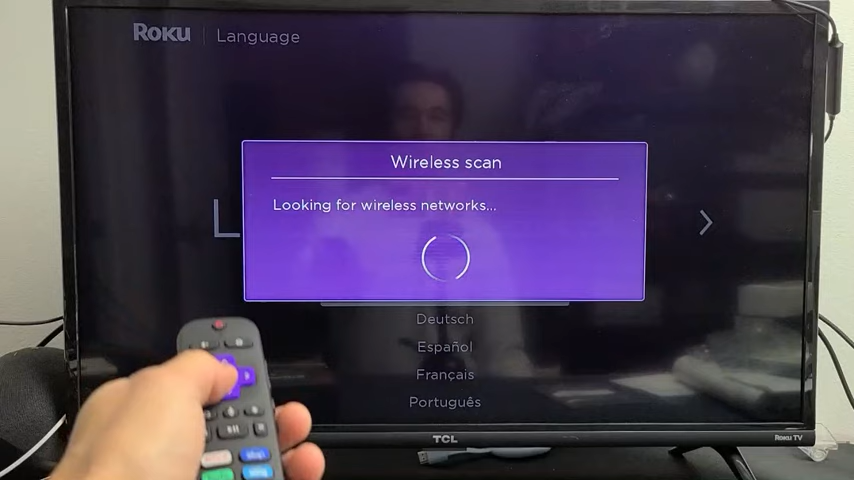 Roku | Language
Wireless scan
Looking for wireless networks...
Deutsch
Español
Français
Português
TCL
Roku TV